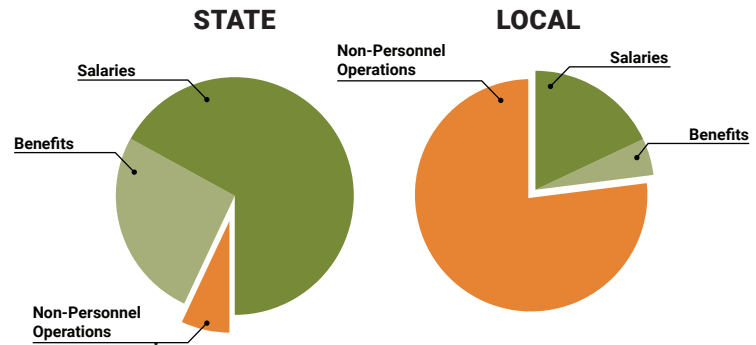 STATE
Salaries
Benefits
Non-Personnel
Operations
LOCAL
Non-Personnel
Operations
Salaries
Benefits